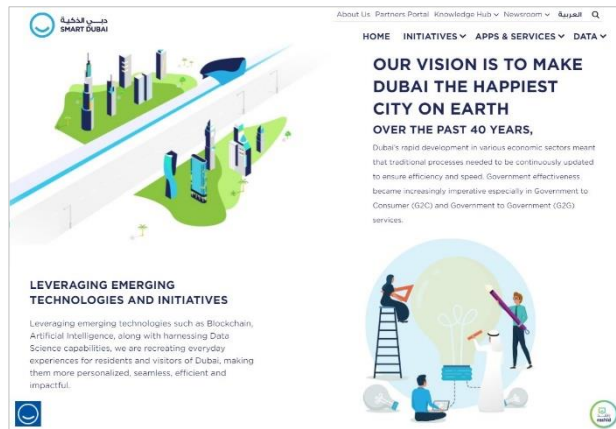 دبي الذكية
SMART DUBAI
About Us Partners Portal Knowledge Hub Newsroom العربية
HOME INITIATIVES APPS & SERVICES DATA
OUR VISION IS TO MAKE
DUBAI THE HAPPIEST
CITY ON EARTH
OVER THE PAST 40 YEARS,
Dubai's rapid development in various economic sectors meant
that traditional processes needed to be continuously updated
to ensure efficiency and speed. Government effectiveness
became increasingly imperative especially in Government to
Consumer (G2C) and Government to Government (G2G)
services.
LEVERAGING EMERGING
TECHNOLOGIES AND INITIATIVES
Leveraging emerging technologies such as Blockchain,
Artificial Intelligence, along with harnessing Data
Science capabilities, we are recreating everyday
experiences for residents and visitors of Dubai, making
them more personalized, seamless, efficient and
impactful.